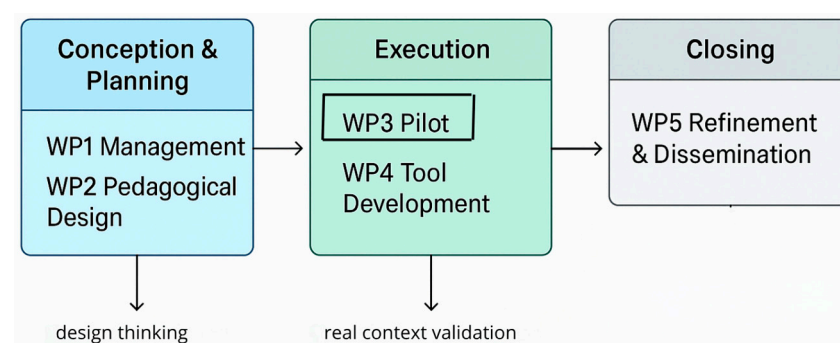 Conception &
Planning
WP1 Management
WP2 Pedagogical
Design
design thinking
Execution
WP3 Pilot
WP4 Tool
Development
real context validation
Closing
WP5 Refinement
& Dissemination